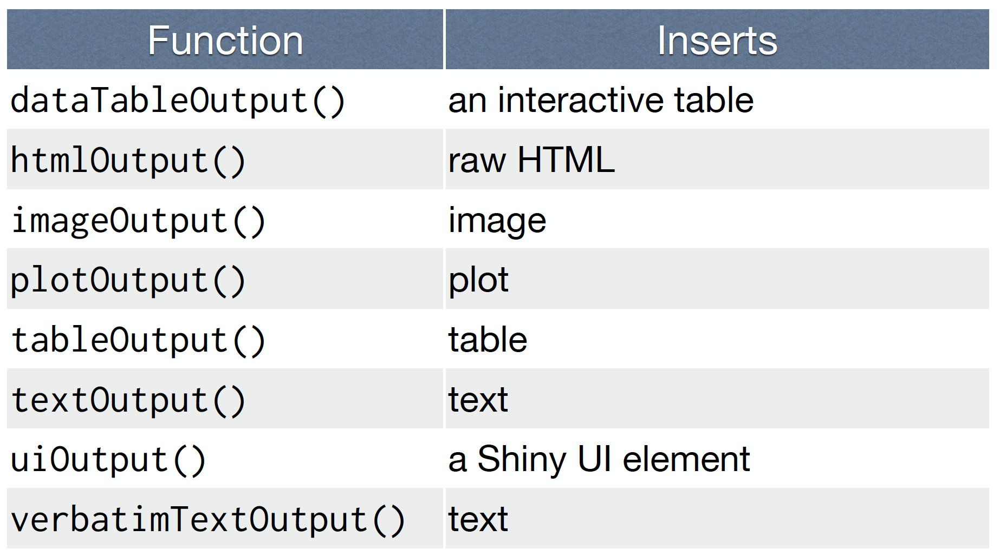 Function Inserts
dataTableOutput() an interactive table
htmlOutput() raw HTML
imageOutput() image
plotOutput() plot
tableOutput() table
textOutput() text
uiOutput() a Shiny UI element
verbatimTextOutput() text